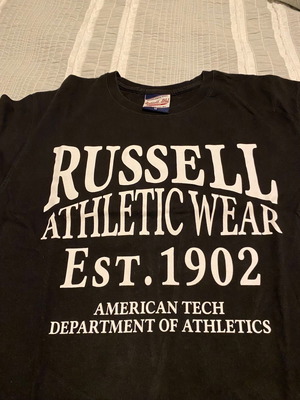 RUSSELL
ATHLETIC WEAR
EST. 1902
AMERICAN TECH
DEPARTMENT OF ATHLETICS